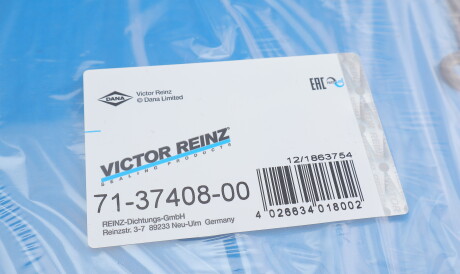 DANA
Victor Reinz
© Dana Limited
EAC
VICTOR REINZ
SEALING PRODUCTS
71-37408-00
12/1863754
REINZ-Dichtungs-GmbH
Reinzstr. 3-7 89233 Neu-Ulm Germany
4 026634 018002